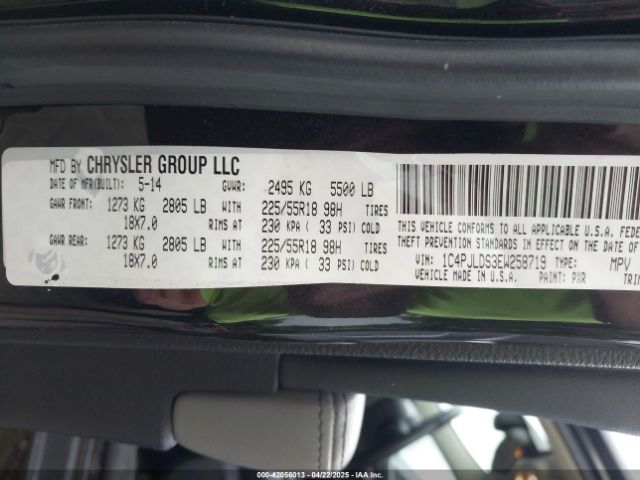 MFD BY CHRYSLER GROUP LLC
DATE OF MFR(BUILT): 5-14 GVWR: 2495 KG 5500 LB
GAWR FRONT: 1273 KG 2805 LB WITH 225/55R18 98H TIRES
18X7.0 RIMS AT 230 KPA ( 33 PSI) COLD
GAWR REAR: 1273 KG 2805 LB WITH 225/55R18 98H TIRES
18X7.0 RIMS AT 230 KPA ( 33 PSI) COLD
THIS VEHICLE CONFORMS TO ALL APPLICABLE U.S.A. FEDE
THEFT PREVENTION STANDARDS IN EFFECT ON THE DATE OF
VIN: 1C4PJLDS3EW258719 TYPE: MPV
VEHICLE MADE IN U.S.A. PAINT: PXR TRIM
000-42056013 - 04/22/2025 - IAAI.COM